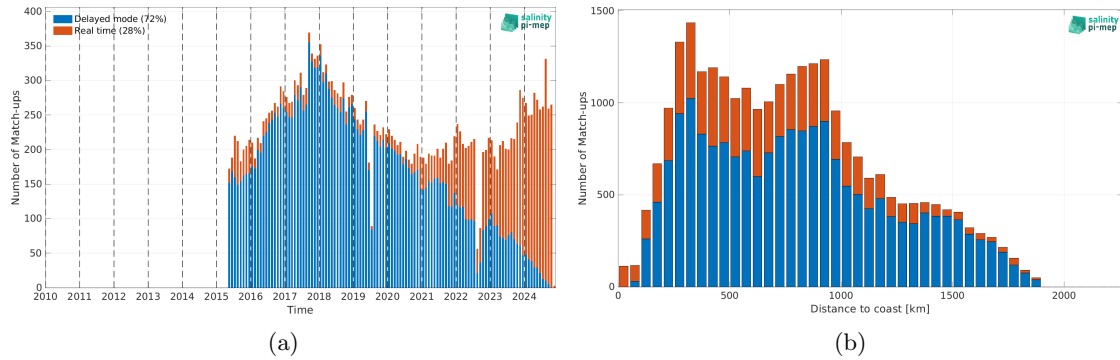 Delayed mode (72%)
Real time (28%)
salinity
pi-mep
Number of Match-ups
400
350
300
250
200
150
100
50
0
2010 2011 2012 2013 2014 2015 2016 2017 2018 2019 2020 2021 2022 2023 2024
Time
(a)
salinity
pi-mep
Number of Match-ups
1500
1000
500
0
0 500 1000 1500 2000
Distance to coast [km]
(b)